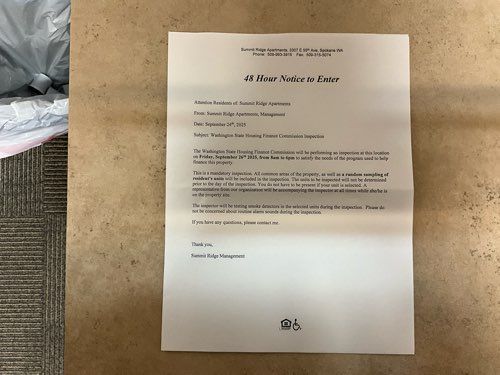 Summit Ridge Apartments, 3307 E 55th Ave, Spokane WA
48 Hour Notice to Enter
Attention Residents of: Summit Ridge Apartments
From: Summit Ridge Apartments, Management
Date: September 24th, 2025
Subject: Washington State Housing Finance Commission Inspection
The Washington State Housing Finance Commission will be performing an inspection at this location
on Friday, September 26th 2025, from 8am to 6pm to satisfy the needs of the program used to help
finance this property.
This is a mandatory inspection. All common areas of the property, as well as a random sampling of
resident's units will be included in the inspection. The units to be inspected will not be determined
prior to the day of the inspection. You do not have to be present if your unit is selected. A
representative from our organization will be accompanying the inspector at all times while she/he is
on the property site.
The inspector will be testing smoke detectors in the selected units during the inspection. Please do
not be concerned about routine alarm sounds during the inspection.
If you have any questions, please contact me.
Thank you,
Summit Ridge Management